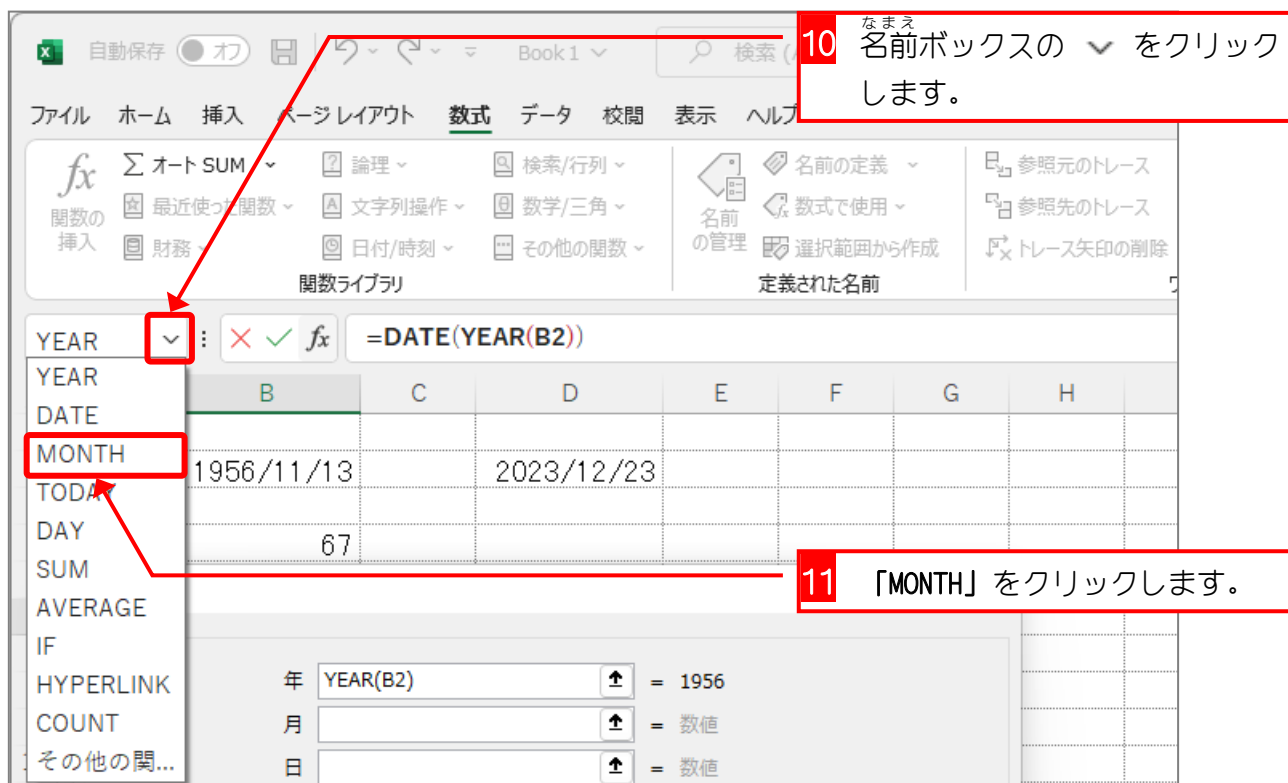 自動保存 オフ Book 1 検索
なまえ
10 名前ボックスの をクリック
します。
ファイル ホーム 挿入 ページ レイアウト 数式 データ 校閲 表示 ヘルプ
fx
関数の
挿入
Σ オート SUM
論理
検索/行列
最近使った関数
文字列操作
数学/三角
財務
日付/時刻
その他の関数
関数ライブラリ
名前
の管理
名前の定義
数式で使用
選択範囲から作成
定義された名前
参照元のトレース
参照先のトレース
トレース矢印の削除
YEAR fx =DATE(YEAR(B2))
YEAR
DATE
MONTH
TODAY
DAY
SUM
AVERAGE
IF
HYPERLINK
COUNT
その他の関...
B C D E F G H
1956/11/13 2023/12/23
67
11 「MONTH」をクリックします。
年 YEAR(B2) = 1956
月 = 数値
日 = 数値